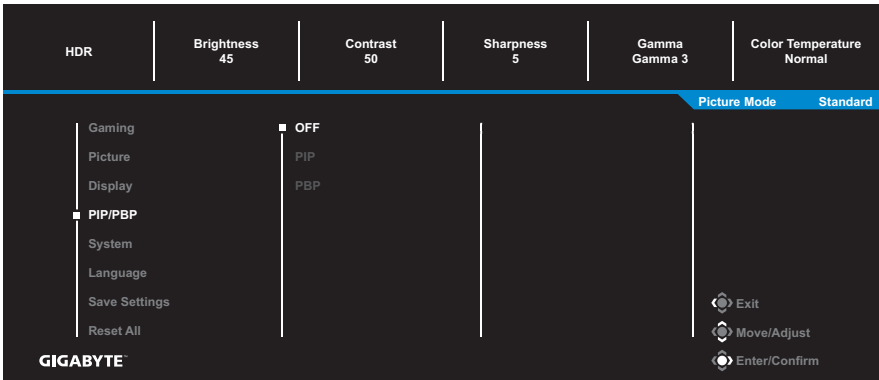 HDR
Brightness
45
Contrast
50
Sharpness
5
Gamma
Gamma 3
Color Temperature
Normal
Picture Mode Standard
Gaming
Picture
Display
PIP/PBP
System
Language
Save Settings
Reset All
OFF
PIP
PBP
Exit
Move/Adjust
Enter/Confirm
GIGABYTE™